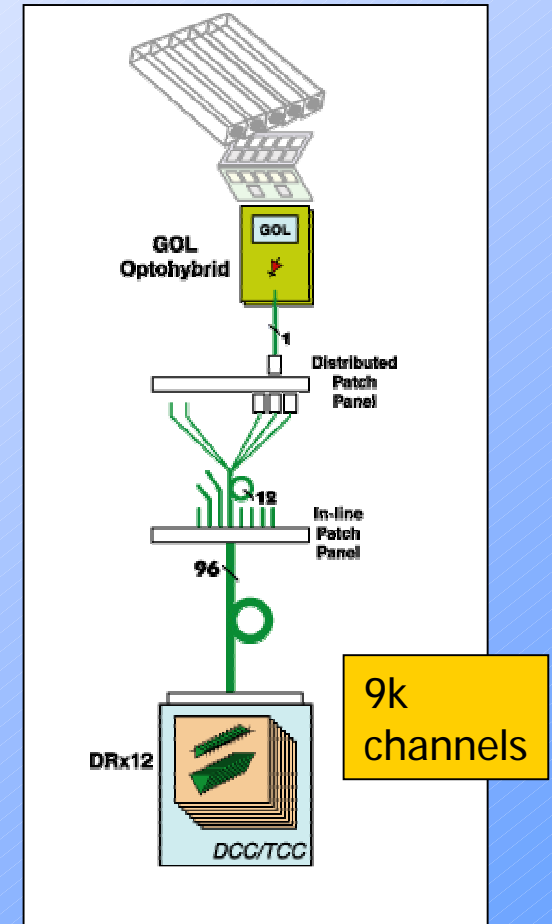 GOL
GOL
Optohybrid
1
Distributed
Patch
Panel
12
In-line
Patch
Panel
96
9k
channels
DRx12
DCC/TCC